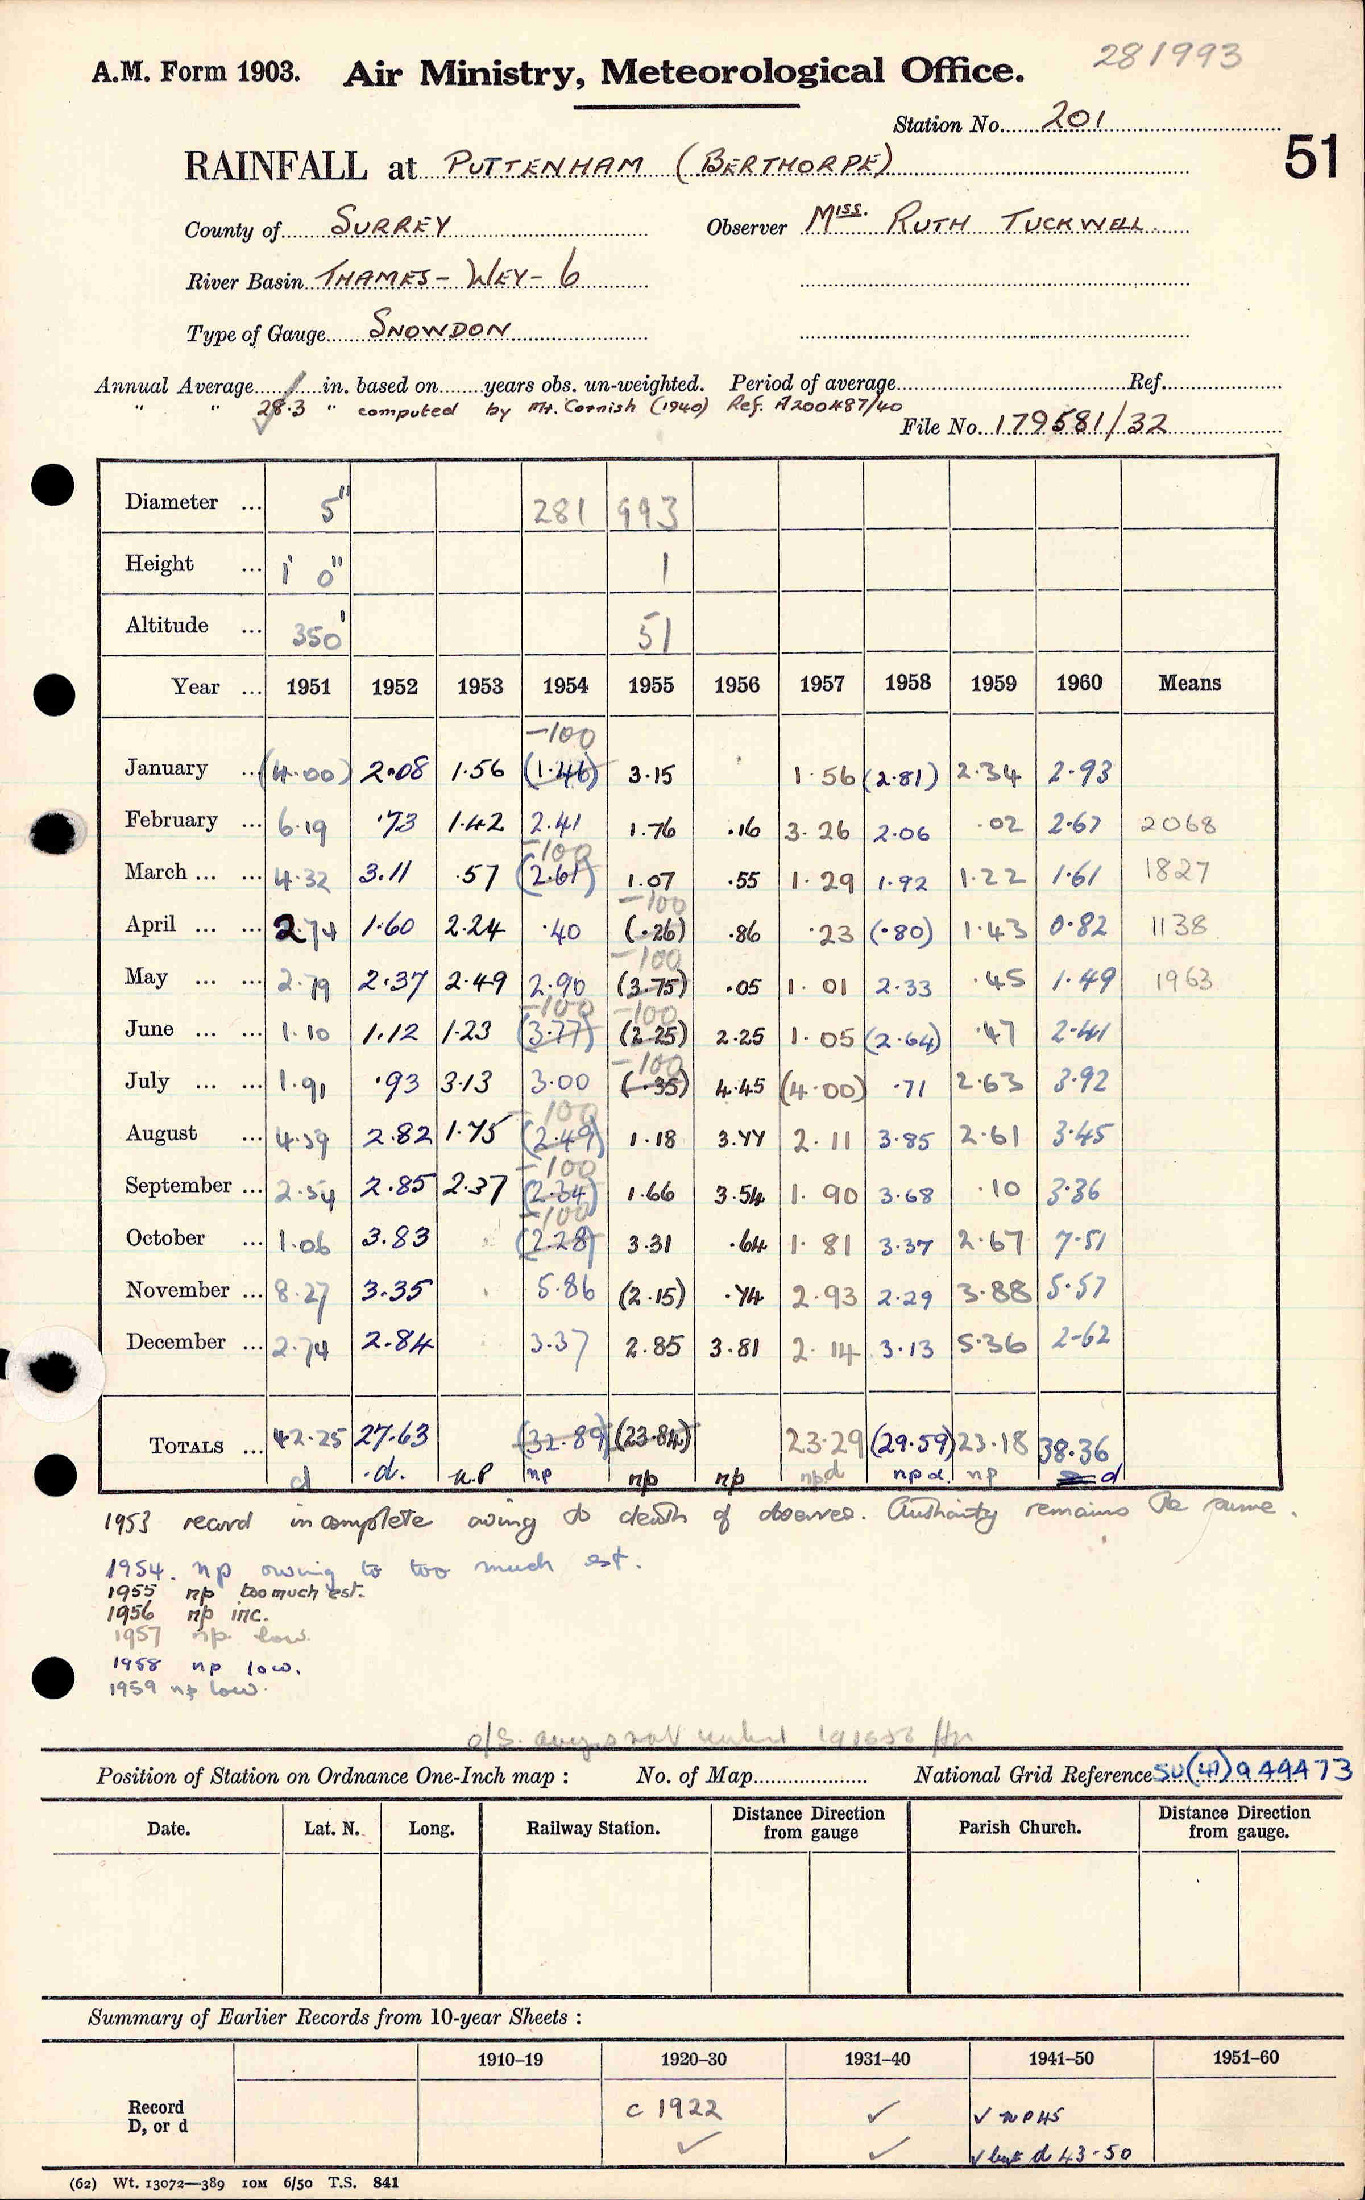 281993
A.M. Form 1903. Air Ministry, Meteorological Office.
Station No. 201
51
RAINFALL at PUTTENHAM (BERTHORPE)
County of SURREY Observer MISS. RUTH TUCKWELL
River Basin THAMES - WEY - 6
Type of Gauge SNOWDON
Annual Average / in. based on years obs. un-weighted. Period of average Ref.
" " 28.3 " computed by Mr. Cornish (1940) Ref. A200487/40
File No. 179581/32
Diameter ... 5" 281 993
Height ... 1' 0" 1
Altitude ... 350' 51
Year ... 1951 1952 1953 1954 1955 1956 1957 1958 1959 1960 Means
-100
January ... (4.00) 2.08 1.56 (1.46) 3.15 1.56 (2.81) 2.34 2.93
February ... 6.19 .73 1.42 2.41 1.76 .16 3.26 2.06 .02 2.67 2068
-100
March ... ... 4.32 3.11 .57 (2.61) 1.07 .55 1.29 1.92 1.22 1.61 1827
-100
April ... ... 2.74 1.60 2.24 .40 (.26) .86 .23 (.80) 1.43 0.82 1138
-100
May ... ... 2.79 2.37 2.49 2.90 (3.75) .05 1.01 2.33 .45 1.49 1963
-100 -100
June ... ... 1.10 1.12 1.23 (3.77) (2.25) 2.25 1.05 (2.64) .47 2.41
-100
July ... ... 1.91 .93 3.13 3.00 (.35) 4.45 (4.00) .71 2.63 3.92
-100
August ... 4.59 2.82 1.75 (2.49) 1.18 3.44 2.11 3.85 2.61 3.45
-100
September ... 2.54 2.85 2.37 (2.34) 1.66 3.54 1.90 3.68 .10 3.36
-100
October ... 1.06 3.83 (2.28) 3.31 .64 1.81 3.37 2.67 7.51
November ... 8.27 3.35 5.86 (2.15) .74 2.93 2.29 3.88 5.57
December ... 2.74 2.84 3.37 2.85 3.81 2.14 3.13 5.36 2.62
TOTALS ... 42.25 27.63 (32.89) (23.84) 23.29 (29.59) 23.18 38.36
d .d. n.p np np np npd npd. np d
1953 record incomplete owing to death of observer. Authority remains the same.
1954. np owing to too much est.
1955 np too much est.
1956 np inc.
1957 np low.
1958 np low.
1959 np low.
Position of Station on Ordnance One-Inch map : No. of Map National Grid Reference SU(41)949473
Date. Lat. N. Long. Railway Station. Distance Direction from gauge Parish Church. Distance Direction from gauge.
Summary of Earlier Records from 10-year Sheets :
1910–19 1920–30 1931–40 1941–50 1951–60
Record c 1922 ✓ ✓ NP45
D, or d ✓ ✓ ✓ but d 43-50
(62) Wt. 13072—389 10M 6/50 T.S. 841